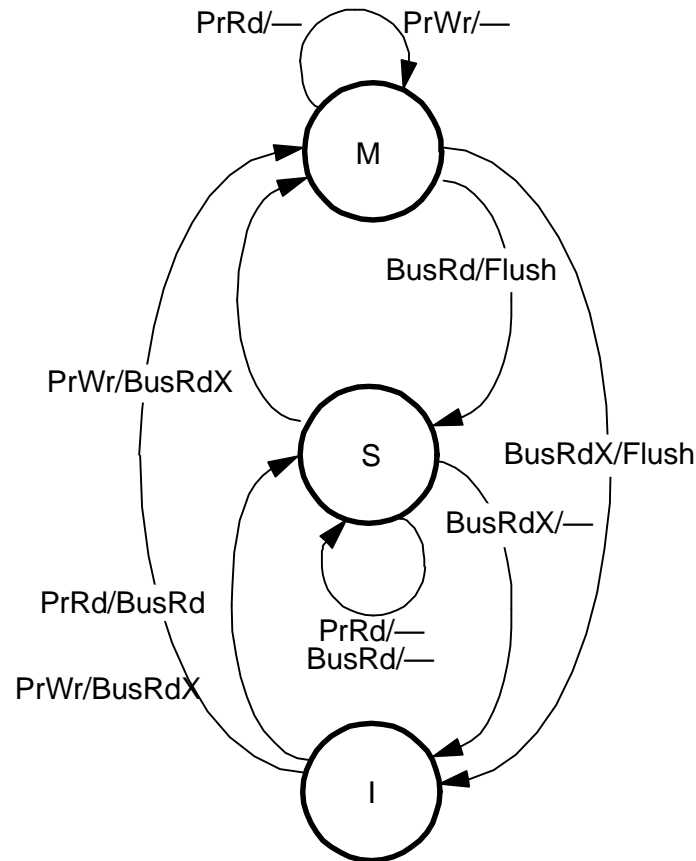 PrRd/— PrWr/—
M
BusRd/Flush
PrWr/BusRdX
S
BusRdX/Flush
BusRdX/—
PrRd/BusRd
PrRd/—
BusRd/—
PrWr/BusRdX
I